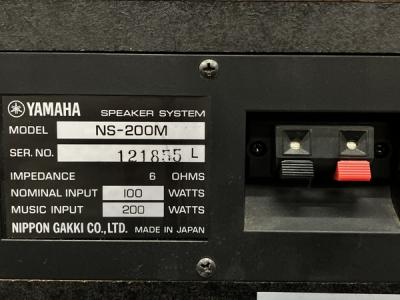 YAMAHA SPEAKER SYSTEM
MODEL NS-200M
SER. NO. 121855 L
IMPEDANCE 6 OHMS
NOMINAL INPUT 100 WATTS
MUSIC INPUT 200 WATTS
NIPPON GAKKI CO., LTD. MADE IN JAPAN